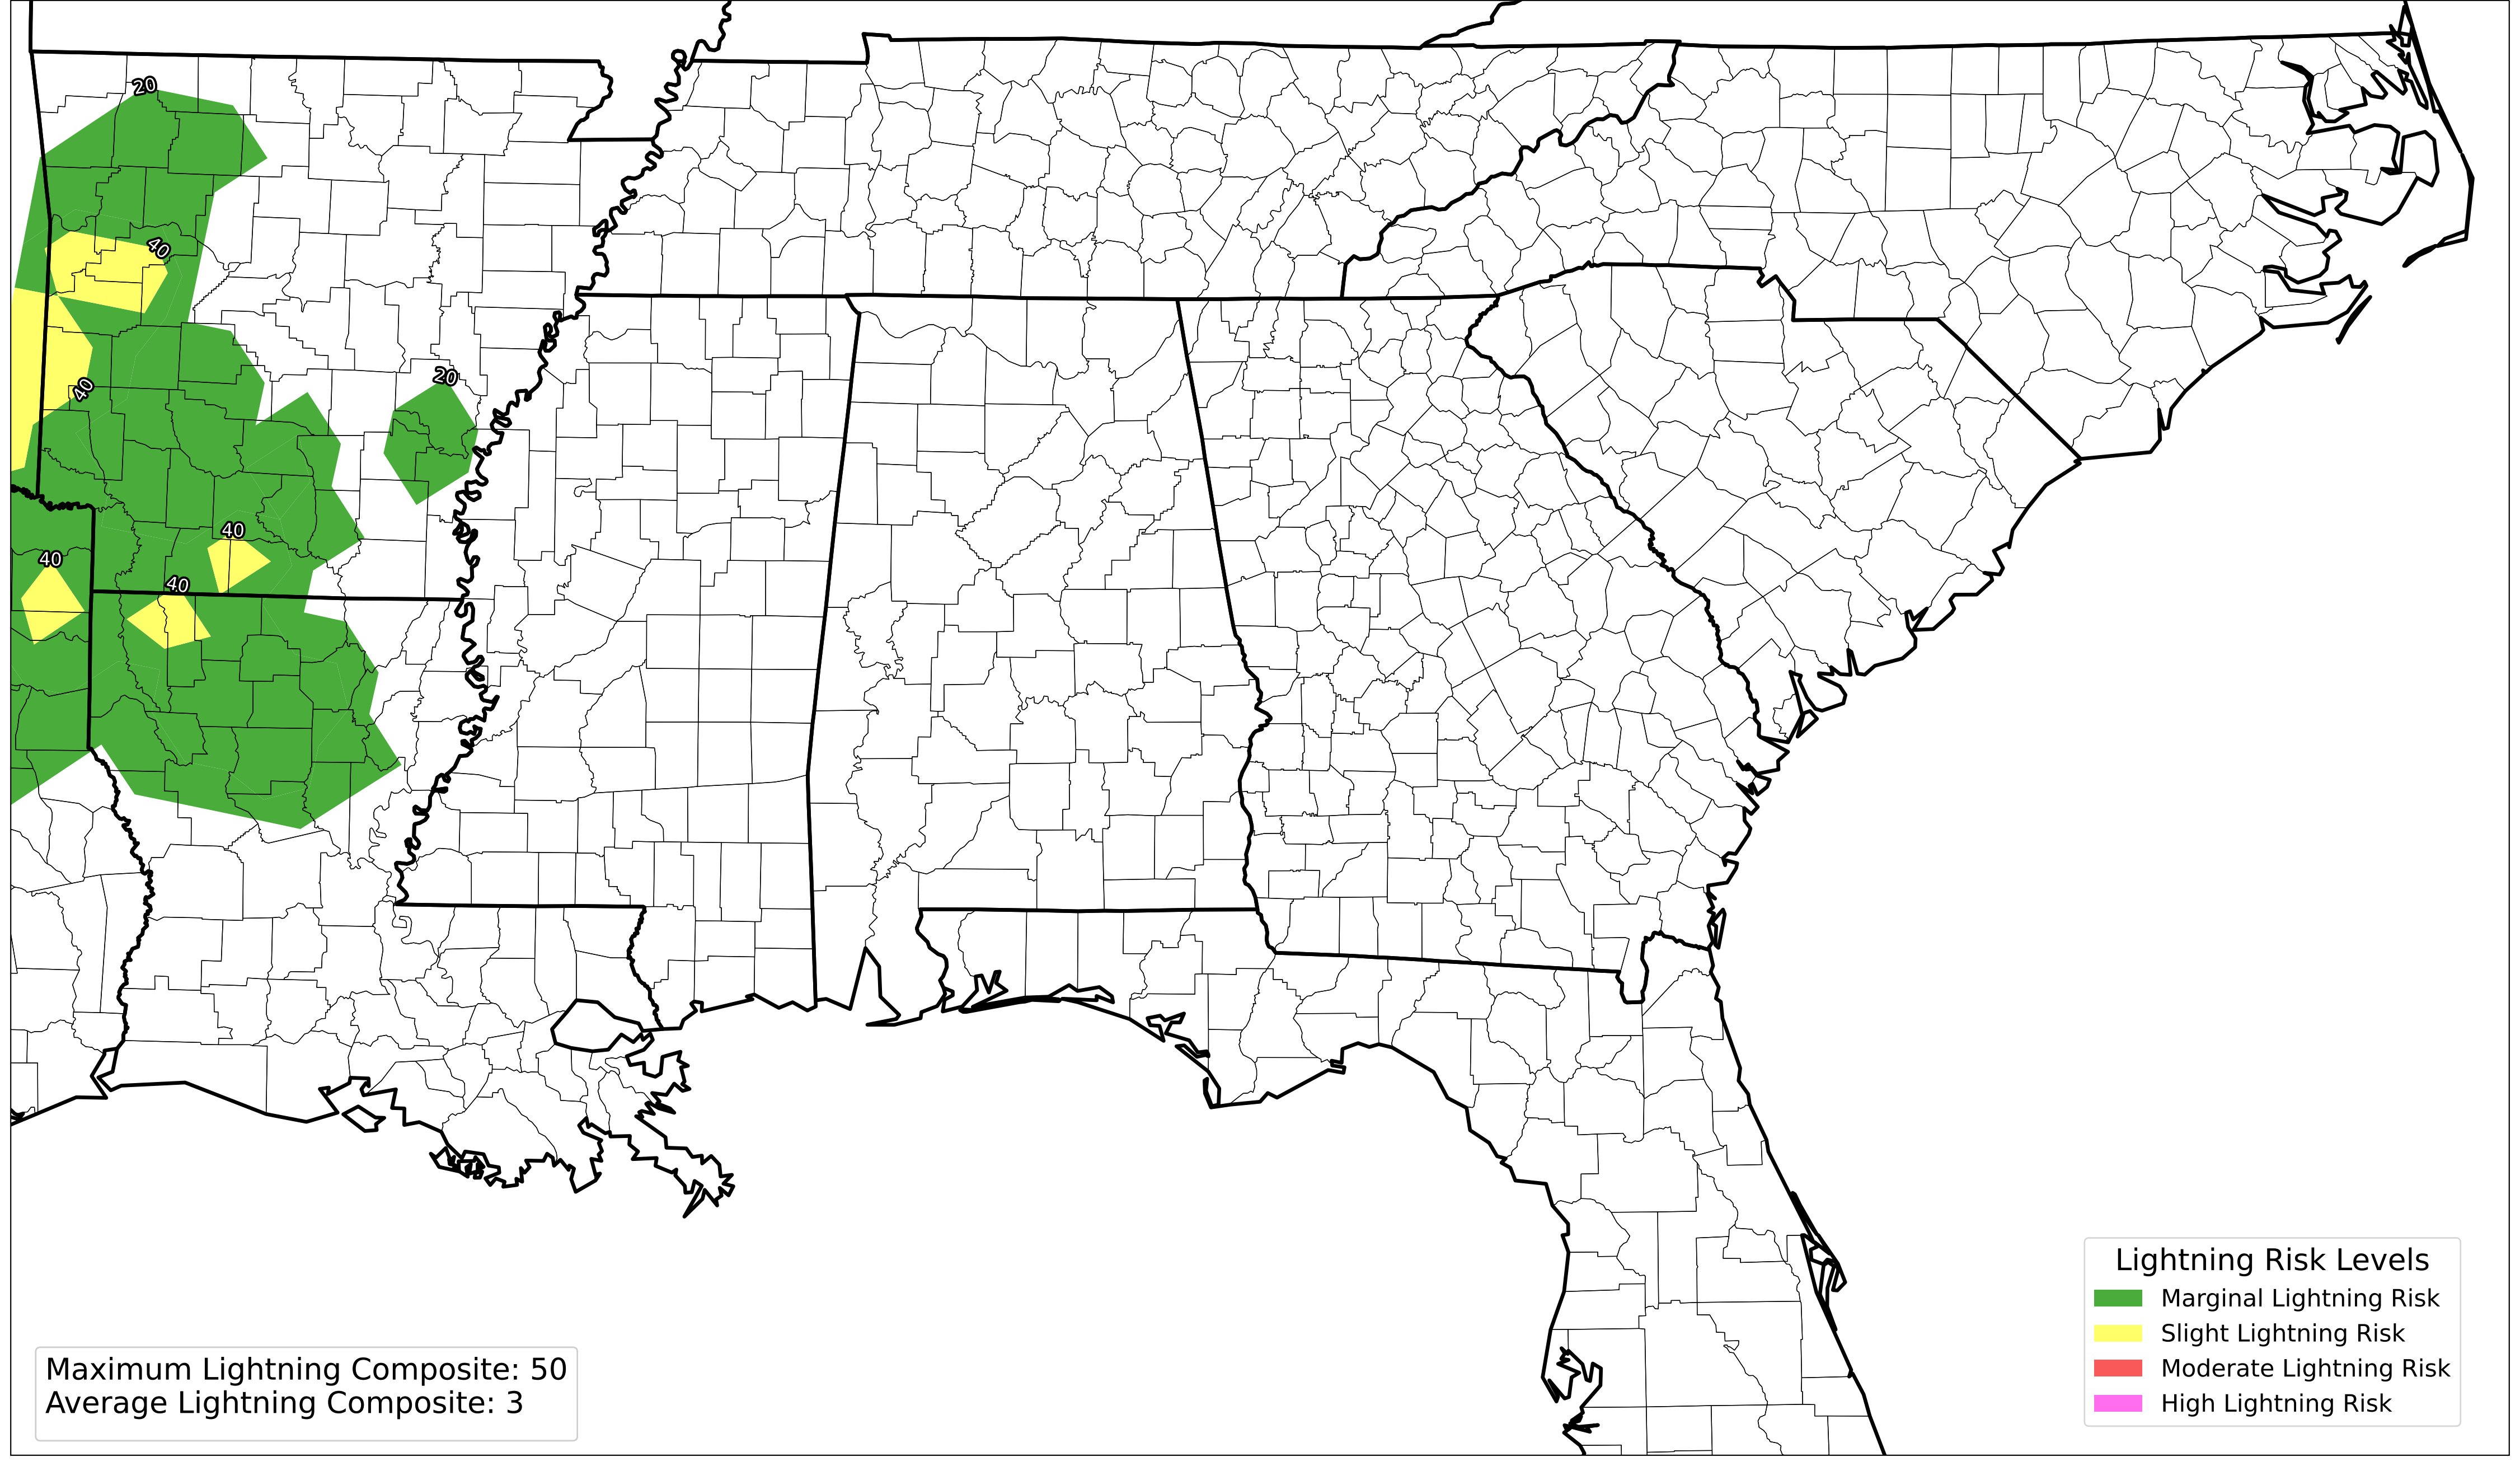 20
40
40
20
40
40
40
Lightning Risk Levels
Marginal Lightning Risk
Slight Lightning Risk
Moderate Lightning Risk
High Lightning Risk
Maximum Lightning Composite: 50
Average Lightning Composite: 3